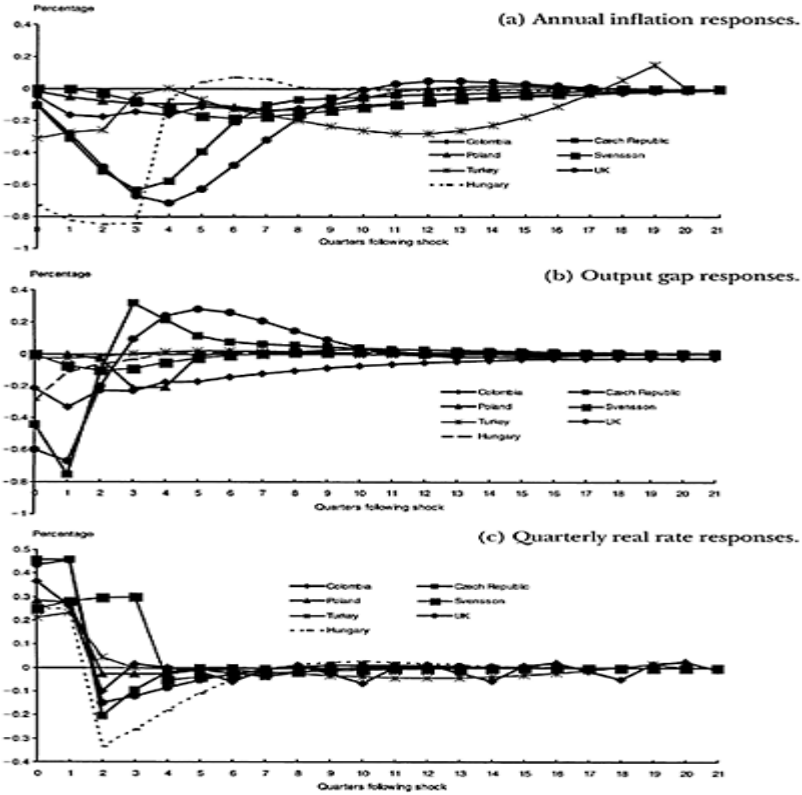 Percentage
(a) Annual inflation responses.
0.4
0.2
0
−0.2
−0.4
−0.6
−0.8
−1
Colombia Czech Republic
Poland Svensson
Turkey UK
Hungary
0 1 2 3 4 5 6 7 8 9 10 11 12 13 14 15 16 17 18 19 20 21
Quarters following shock
Percentage
(b) Output gap responses.
0.4
0.2
0
−0.2
−0.4
−0.6
−0.8
−1
Colombia Czech Republic
Poland Svensson
Turkey UK
Hungary
0 1 2 3 4 5 6 7 8 9 10 11 12 13 14 15 16 17 18 19 20 21
Quarters following shock
Percentage
(c) Quarterly real rate responses.
0.5
0.4
0.3
0.2
0.1
0
−0.1
−0.2
−0.3
−0.4
Colombia Czech Republic
Poland Svensson
Turkey UK
Hungary
0 1 2 3 4 5 6 7 8 9 10 11 12 13 14 15 16 17 18 19 20 21
Quarters following shock